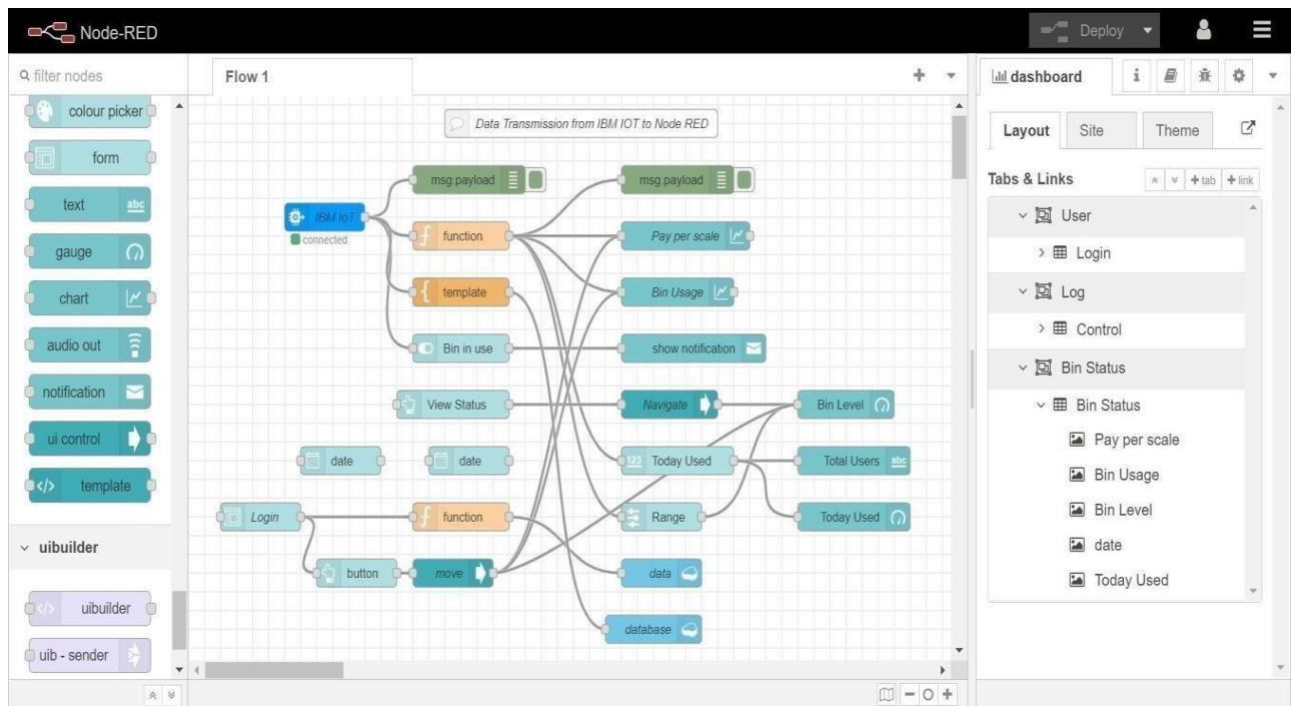 Node-RED
Deploy
filter nodes
colour picker
form
text
abc
gauge
chart
audio out
notification
ui control
template
uibuilder
uibuilder
uib - sender
Flow 1
Data Transmission from IBM IOT to Node RED
msg.payload
msg.payload
IBM IoT
connected
function
Pay per scale
template
Bin Usage
Bin in use
show notification
View Status
Navigate
Bin Level
date
date
123
Today Used
Total Users
abc
Login
function
Range
Today Used
button
move
data
database
dashboard
i
Layout
Site
Theme
Tabs & Links
+ tab
+ link
User
Login
Log
Control
Bin Status
Bin Status
Pay per scale
Bin Usage
Bin Level
date
Today Used